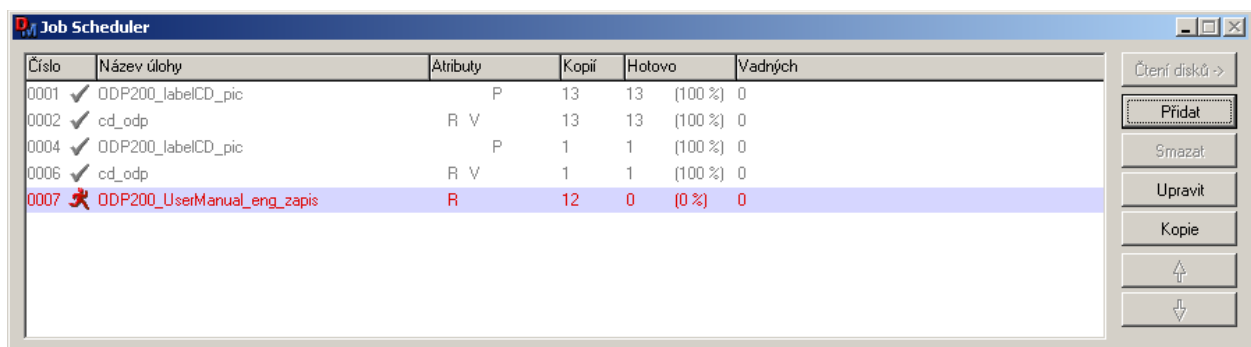 Job Scheduler
Číslo Název úlohy Atributy Kopií Hotovo Vadných
0001 ODP200_labelCD_pic P 13 13 (100 %) 0
0002 cd_odp R V 13 13 (100 %) 0
0004 ODP200_labelCD_pic P 1 1 (100 %) 0
0006 cd_odp R V 1 1 (100 %) 0
0007 ODP200_UserManual_eng_zapis R 12 0 (0 %) 0
Čtení disků ->
Přidat
Smazat
Upravit
Kopie